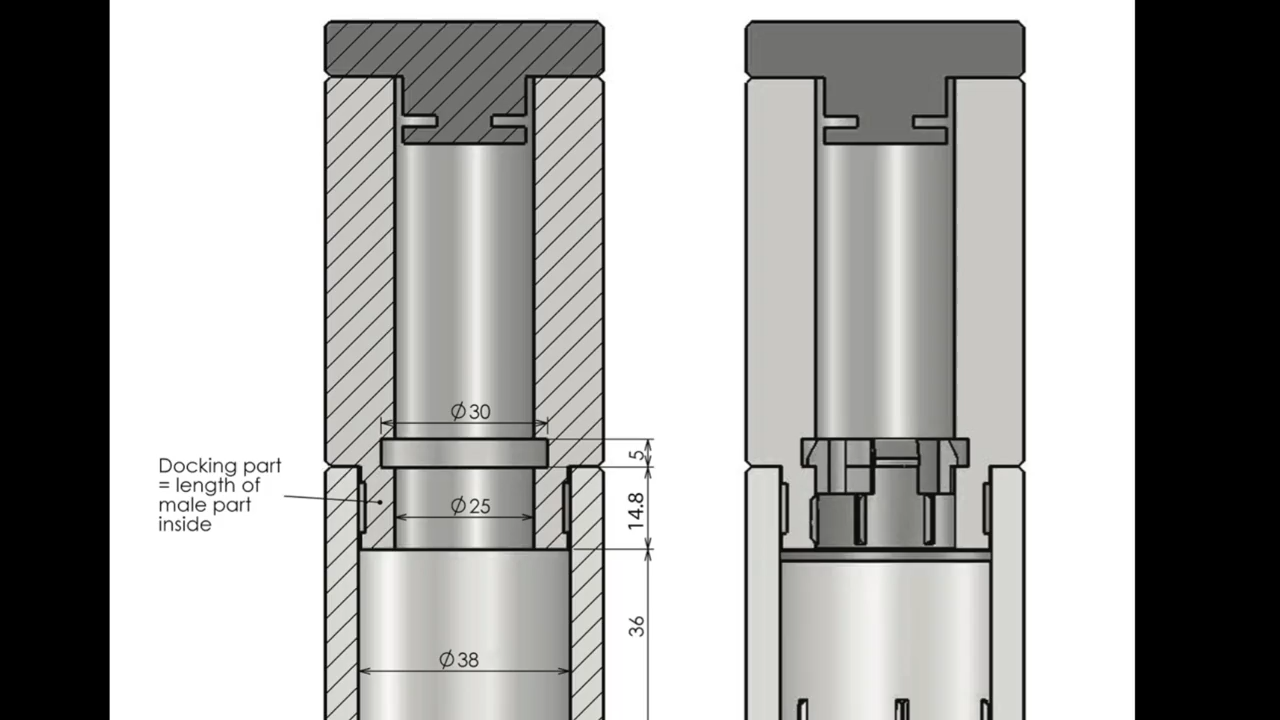 Ø30
5
Docking part
= length of
male part
inside
Ø25
14.8
36
Ø38